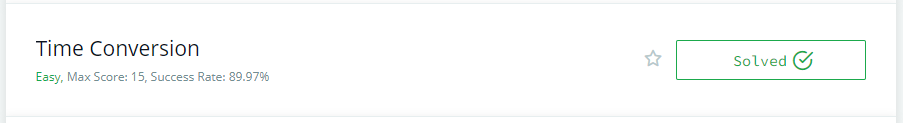 Time Conversion
Easy, Max Score: 15, Success Rate: 89.97%
Solved